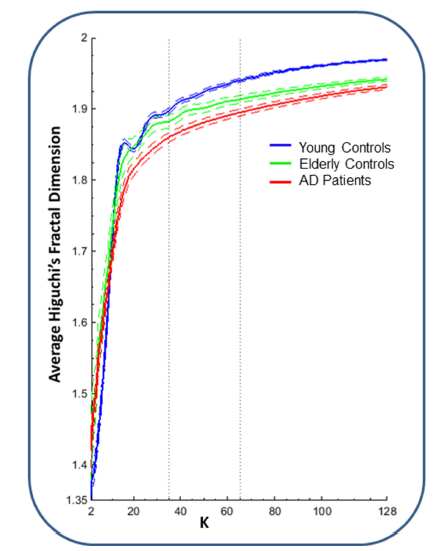 2
1.9
1.8
1.7
1.6
1.5
1.4
1.35
Average Higuchi's Fractal Dimension
Young Controls
Elderly Controls
AD Patients
2 20 40 60 80 100 128
K